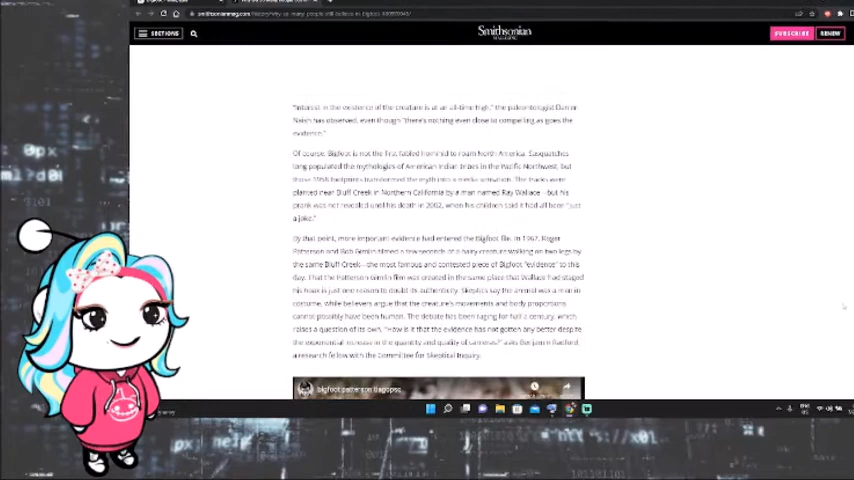 SECTIONS
Smithsonian
MAGAZINE
SUBSCRIBE
RENEW
"Interest in the existence of the creature is at an all-time high," the paleontologist Darren
Naish has observed, even though "there's nothing even close to compelling as goes the
evidence."
Of course, Bigfoot is not the first fabled hominid to roam North America. Sasquatches
long populated the mythologies of American Indian tribes in the Pacific Northwest, but
those 1958 footprints transformed the myth into a media sensation. The tracks were
planted near Bluff Creek in Northern California by a man named Ray Wallace—but his
prank was not revealed until his death in 2002, when his children said it had all been "just
a joke."
By that point, more important evidence had entered the Bigfoot file. In 1967, Roger
Patterson and Bob Gimlin filmed a few seconds of a hairy creature walking on two legs by
the same Bluff Creek—the most famous and contested piece of Bigfoot "evidence" to this
day. That the Patterson-Gimlin film was created in the same place that Wallace had staged
his hoax is just one reason to doubt its authenticity. Skeptics say the animal was a man in
costume, while believers argue that the creature's movements and body proportions
cannot possibly have been human. The debate has been raging for half a century, which
raises a question of its own. "How is it that the evidence has not gotten any better despite
the exponential increase in the quantity and quality of cameras?" asks Benjamin Radford,
a research fellow with the Committee for Skeptical Inquiry.
bigfoot patterson